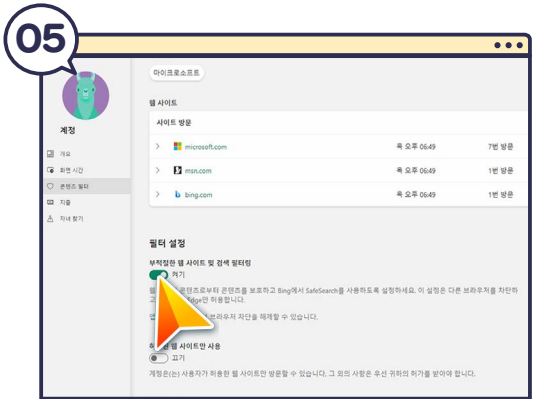 05
마이크로소프트
웹 사이트
계정
사이트 방문
개요
microsoft.com 목 오후 06:49 7번 방문
화면 시간
msn.com 목 오후 06:49 1번 방문
콘텐츠 필터
지출
bing.com 목 오후 06:49 1번 방문
자녀 찾기
필터 설정
부적절한 웹 사이트 및 검색 필터링
켜기
콘텐츠로부터 콘텐츠를 보호하고 Bing에서 SafeSearch를 사용하도록 설정하세요. 이 설정은 다른 브라우저를 차단하
고 Edge만 허용합니다.
앱 브라우저 차단을 해제할 수 있습니다.
웹 사이트만 사용
끄기
계정은(는) 사용자가 허용한 웹 사이트만 방문할 수 있습니다. 그 외의 사항은 우선 귀하의 허가를 받아야 합니다.